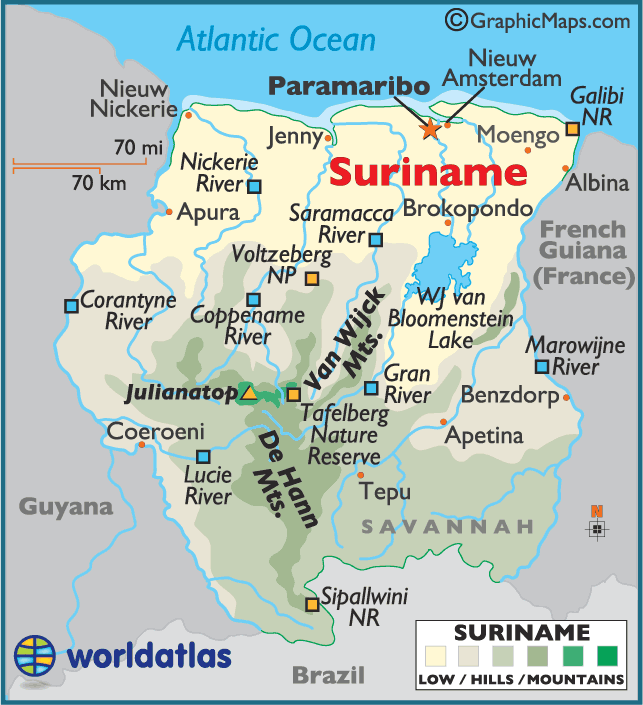 ©GraphicMaps.com
Atlantic Ocean
Nieuw
Amsterdam
Paramaribo
Nieuw
Nickerie
Galibi
NR
70 mi
70 km
Jenny
Moengo
Nickerie
River
Suriname
Albina
Apura
Saramacca
River
Brokopondo
French
Guiana
(France)
Voltzeberg
NP
Corantyne
River
Coppename
River
WJ van
Bloomenstein
Lake
Van Wijck
Mts.
Marowijne
River
Julianatop
Gran
River
Benzdorp
Tafelberg
Nature
Reserve
Coeroeni
Apetina
De Hann
Mts.
Lucie
River
Tepu
Guyana
SAVANNAH
N
Sipallwini
NR
worldatlas
Brazil
SURINAME
LOW / HILLS / MOUNTAINS